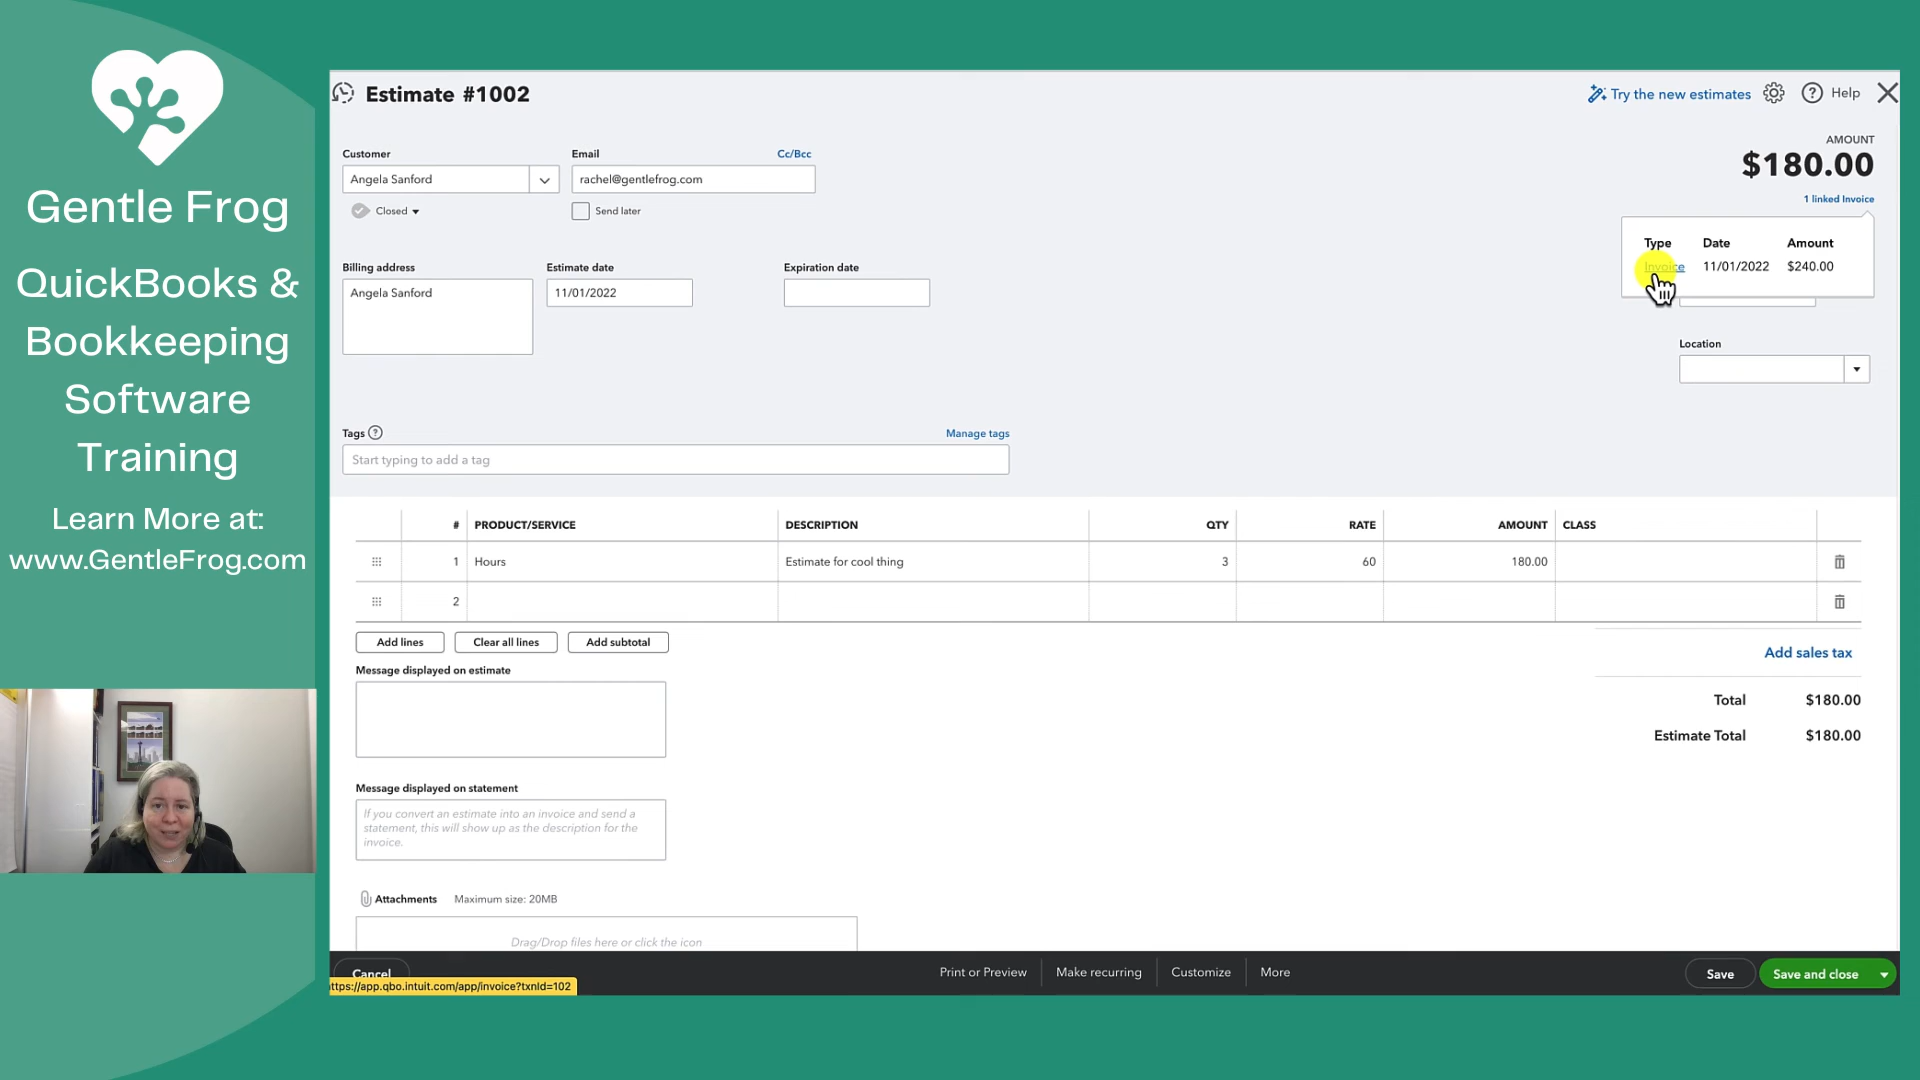 Gentle Frog
QuickBooks &
Bookkeeping
Software
Training
Learn More at:
www.GentleFrog.com
Estimate #1002
Try the new estimates
Help
AMOUNT
$180.00
1 linked Invoice
Customer
Email
Cc/Bcc
Angela Sanford
rachel@gentlefrog.com
Closed
Send later
Type Date Amount
Invoice 11/01/2022 $240.00
Billing address
Estimate date
Expiration date
Angela Sanford
11/01/2022
Location
Tags
Manage tags
Start typing to add a tag
# PRODUCT/SERVICE DESCRIPTION QTY RATE AMOUNT CLASS
1 Hours Estimate for cool thing 3 60 180.00
2
Add lines
Clear all lines
Add subtotal
Add sales tax
Message displayed on estimate
Total $180.00
Estimate Total $180.00
Message displayed on statement
If you convert an estimate into an invoice and send a
statement, this will show up as the description for the
invoice.
Attachments Maximum size: 20MB
Drag/Drop files here or click the icon
Cancel
Print or Preview
Make recurring
Customize
More
Save
Save and close
ttps://app.qbo.intuit.com/app/invoice?txnId=102